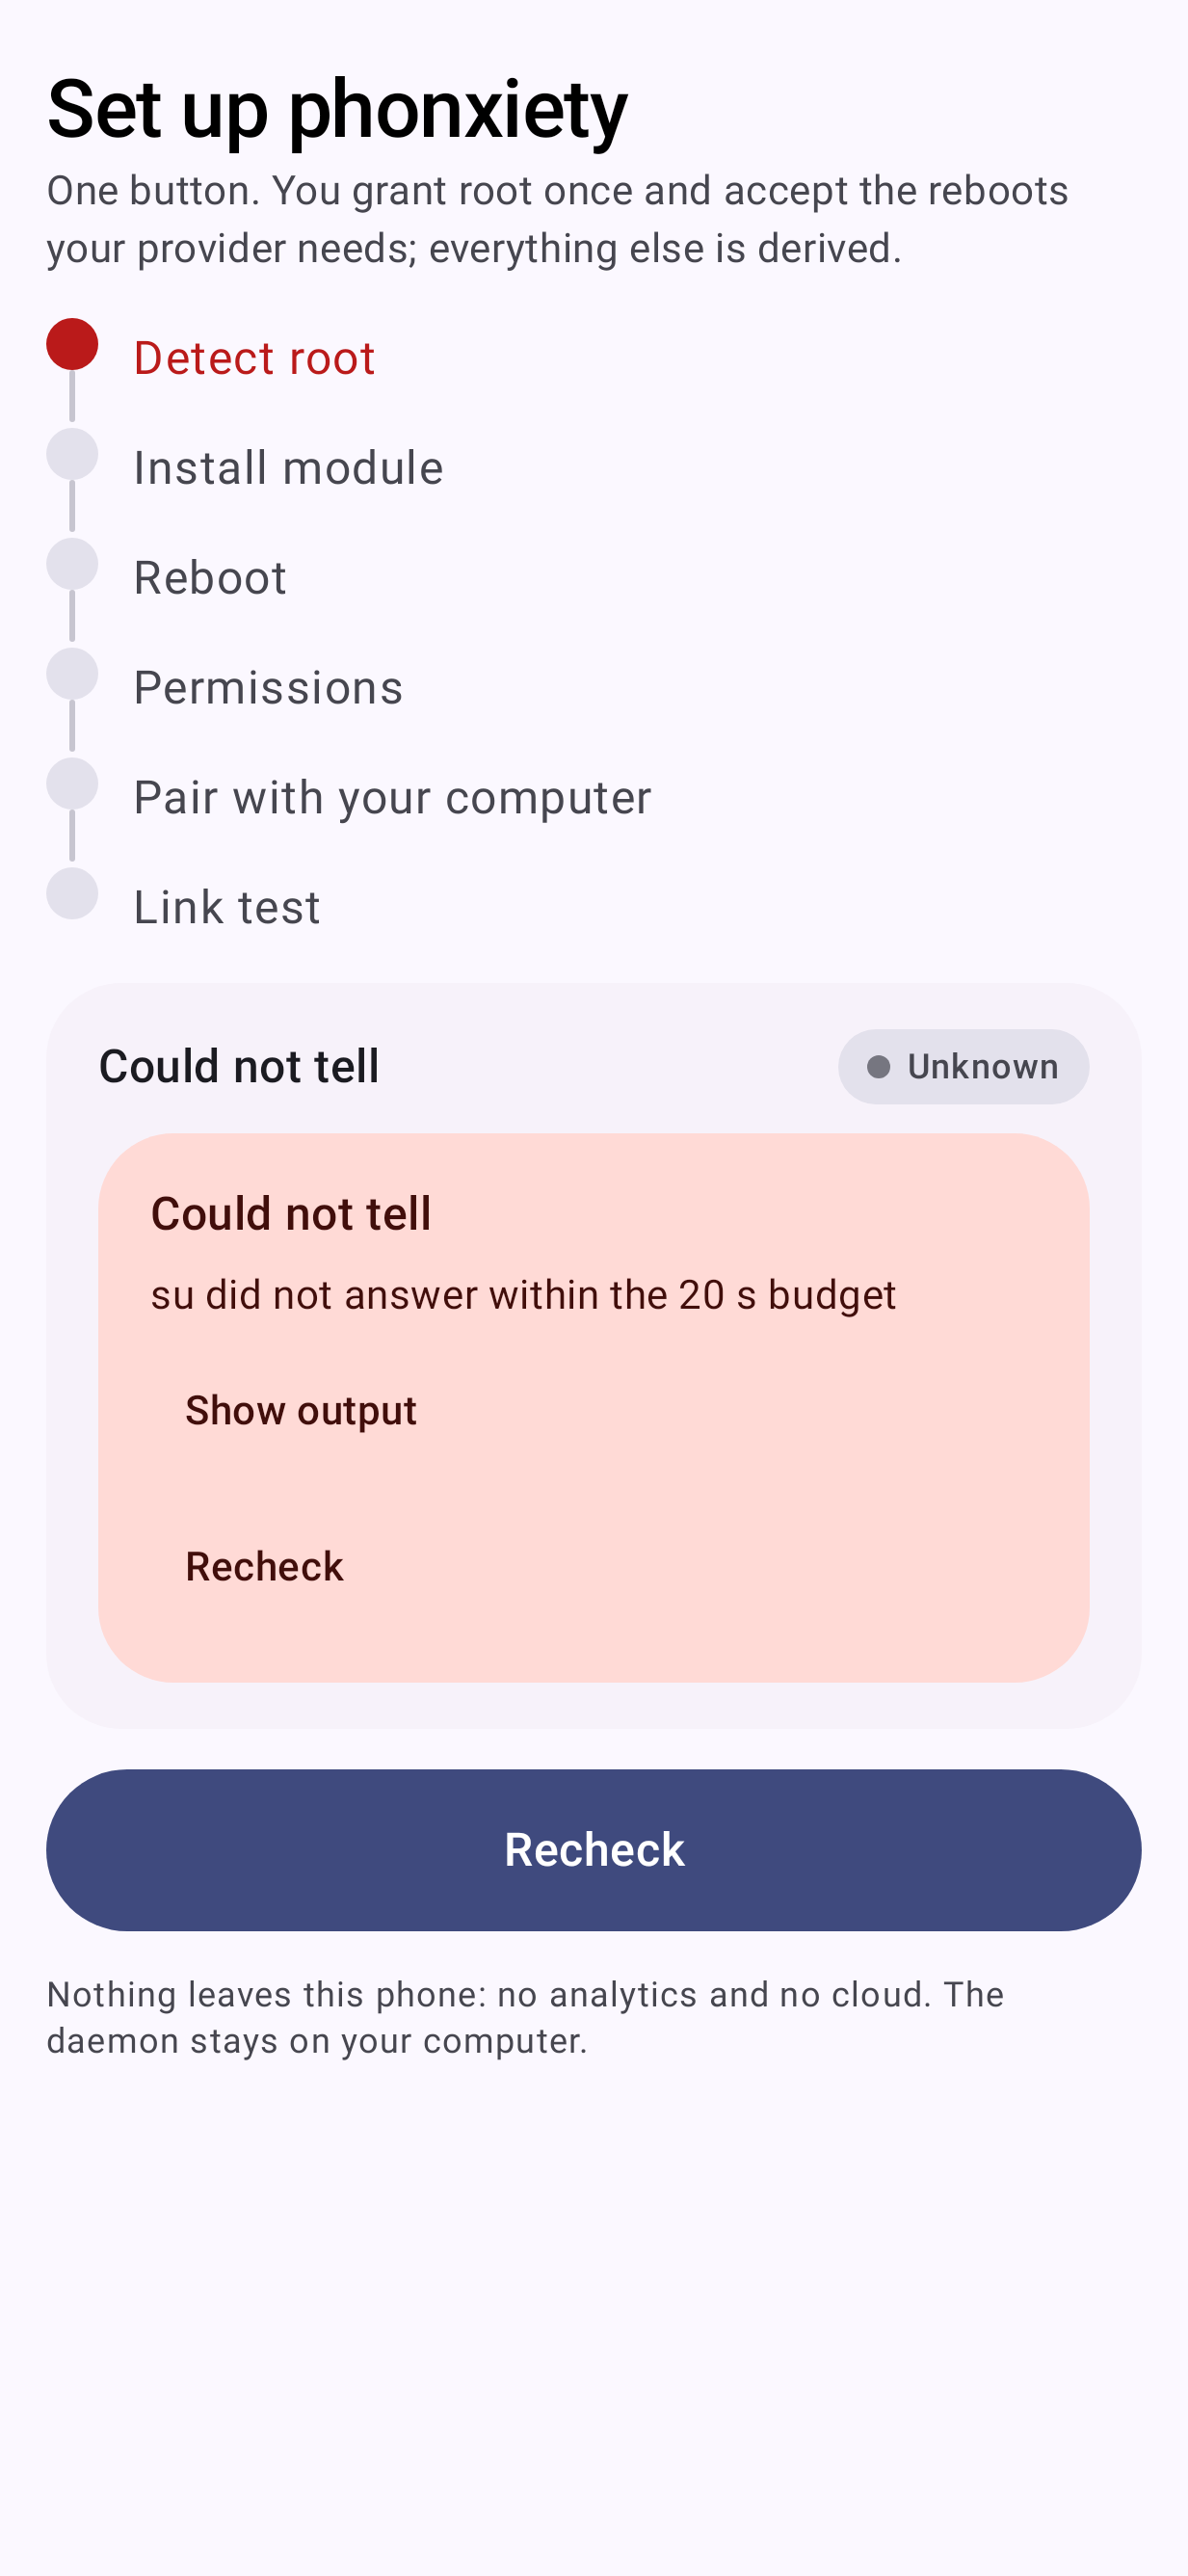 Set up phonxiety
One button. You grant root once and accept the reboots
your provider needs; everything else is derived.
Detect root
Install module
Reboot
Permissions
Pair with your computer
Link test
Could not tell
Unknown
Could not tell
su did not answer within the 20 s budget
Show output
Recheck
Recheck
Nothing leaves this phone: no analytics and no cloud. The
daemon stays on your computer.